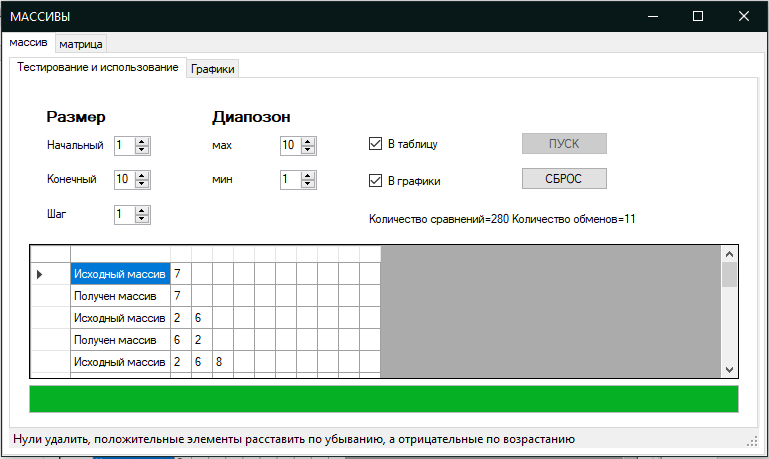 МАССИВЫ
массив матрица
Тестирование и использование Графики
Размер Диапозон
Начальный 1 мах 10 В таблицу ПУСК
Конечный 10 мин 1 В графики СБРОС
Шаг 1 Количество сравнений=280 Количество обменов=11
Исходный массив 7
Получен массив 7
Исходный массив 2 6
Получен массив 6 2
Исходный массив 2 6 8
Нули удалить, положительные элементы расставить по убыванию, а отрицательные по возрастанию